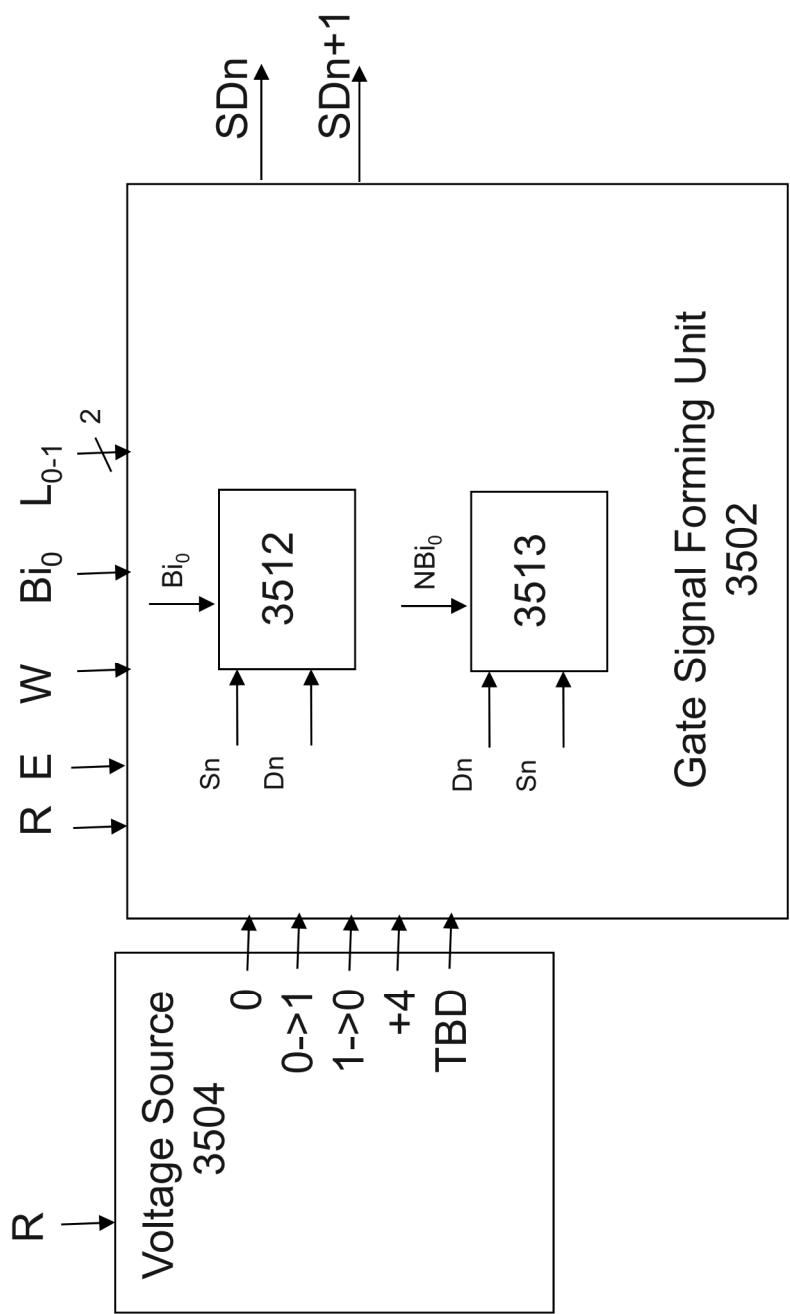 R
R
E
W
Bi₀
L₀₋₁
2
Voltage Source
3504
0
0->1
1->0
+4
TBD
Bi₀
Sn
Dn
3512
NBi₀
Dn
Sn
3513
SDn
SDn+1
Gate Signal Forming Unit
3502